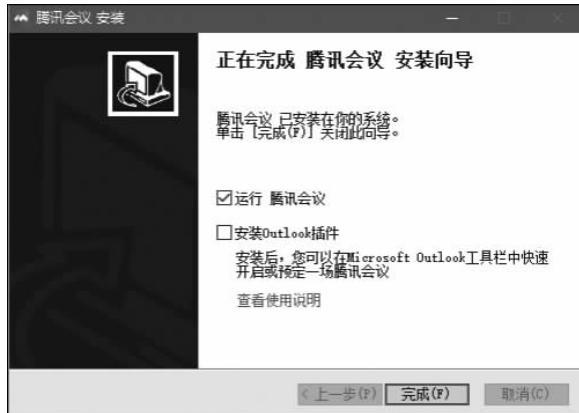 腾讯会议 安装
正在完成 腾讯会议 安装向导
腾讯会议 已安装在你的系统。
单击 [完成(F)] 关闭此向导。
运行 腾讯会议
安装Outlook插件
安装后，您可以在Microsoft Outlook工具栏中快速
开启或预定一场腾讯会议
查看使用说明
< 上一步(P)
完成(F)
取消(C)